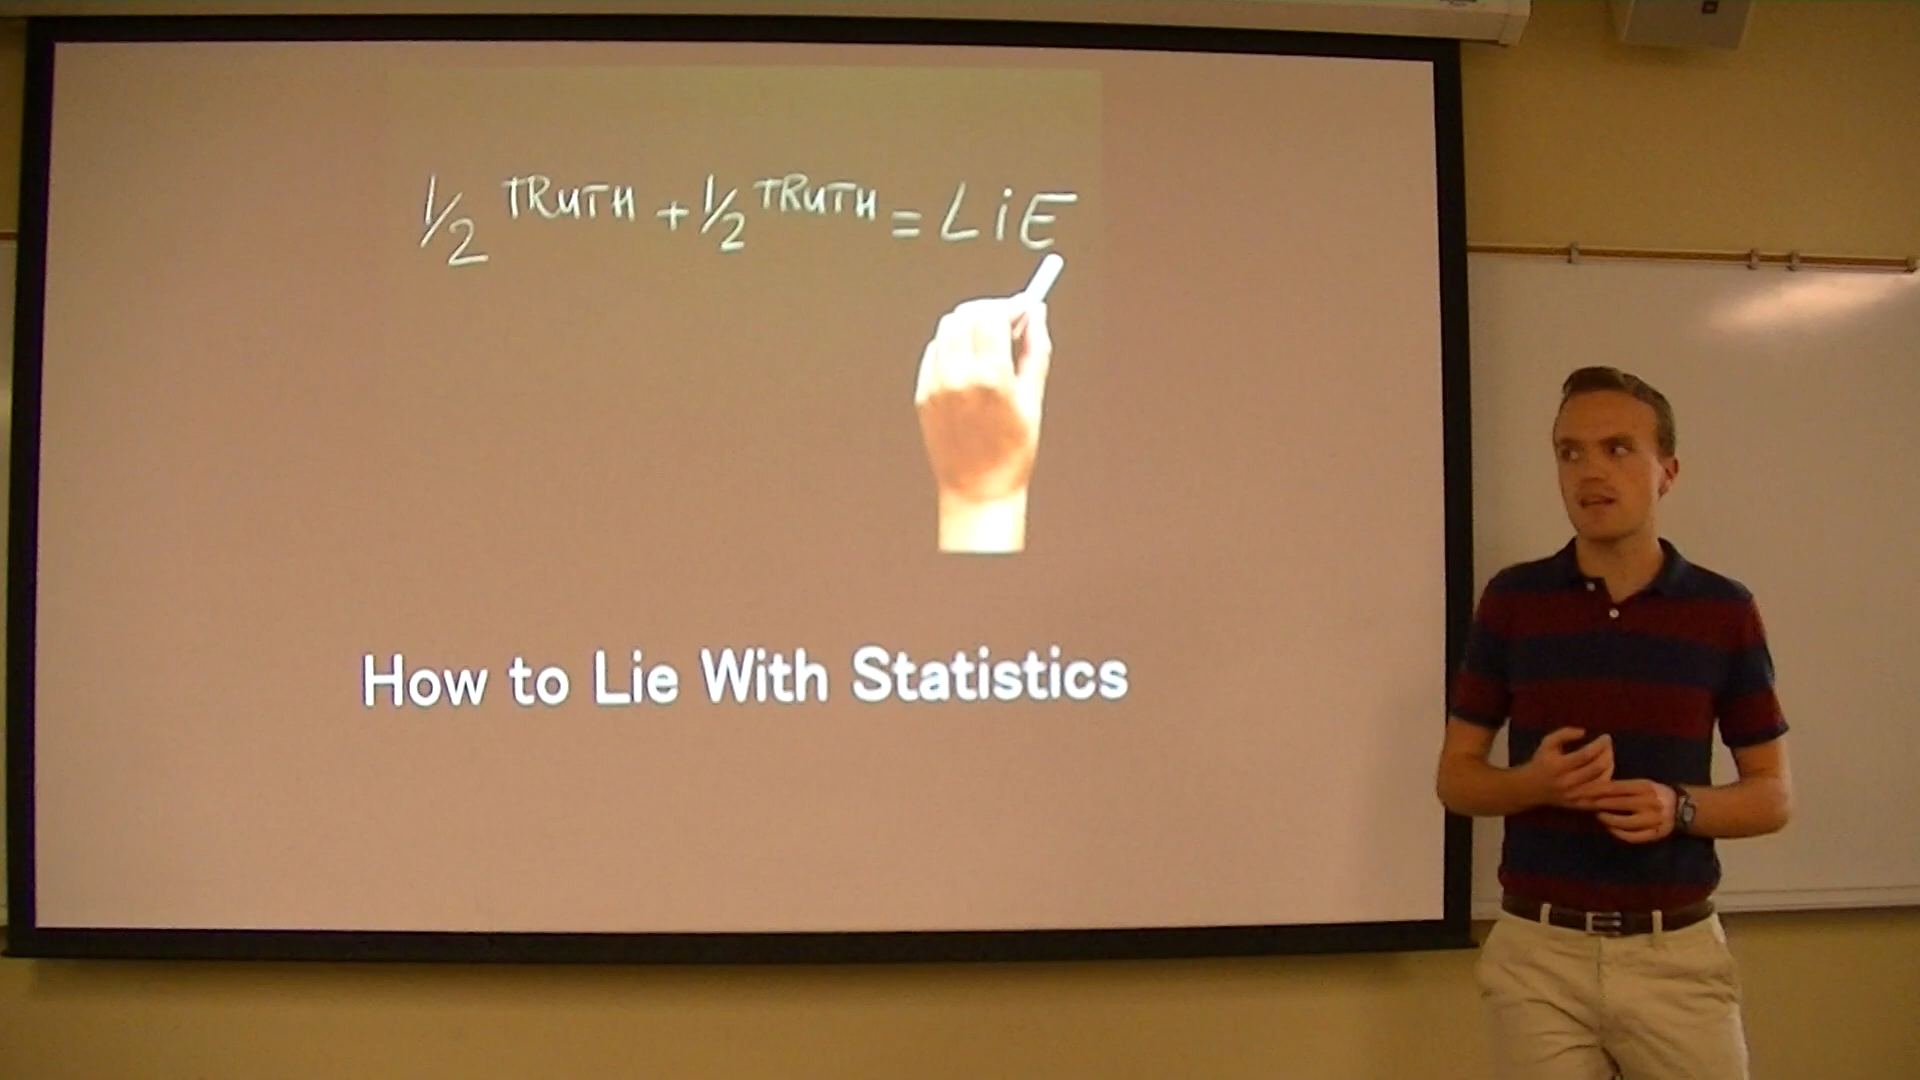 ½ TRUTH + ½ TRUTH = LiE
How to Lie With Statistics